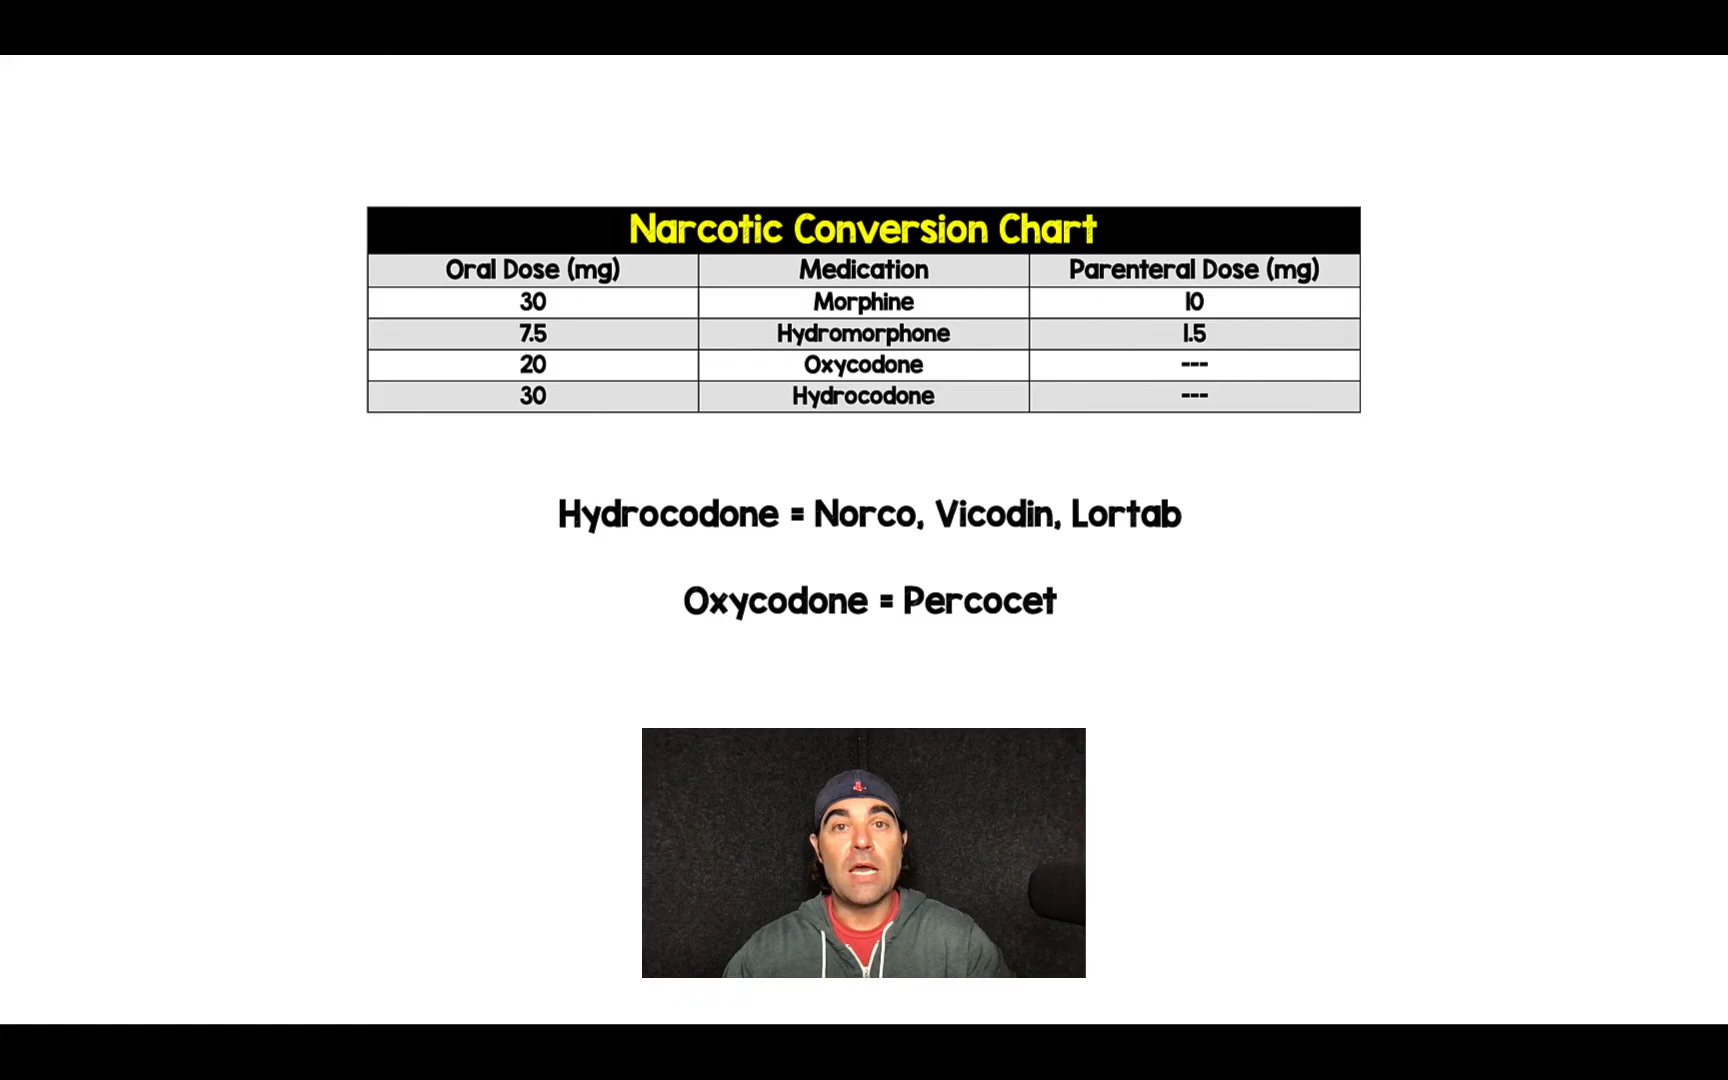 Narcotic Conversion Chart
Oral Dose (mg) Medication Parenteral Dose (mg)
30 Morphine 10
7.5 Hydromorphone 1.5
20 Oxycodone ---
30 Hydrocodone ---
Hydrocodone = Norco, Vicodin, Lortab
Oxycodone = Percocet